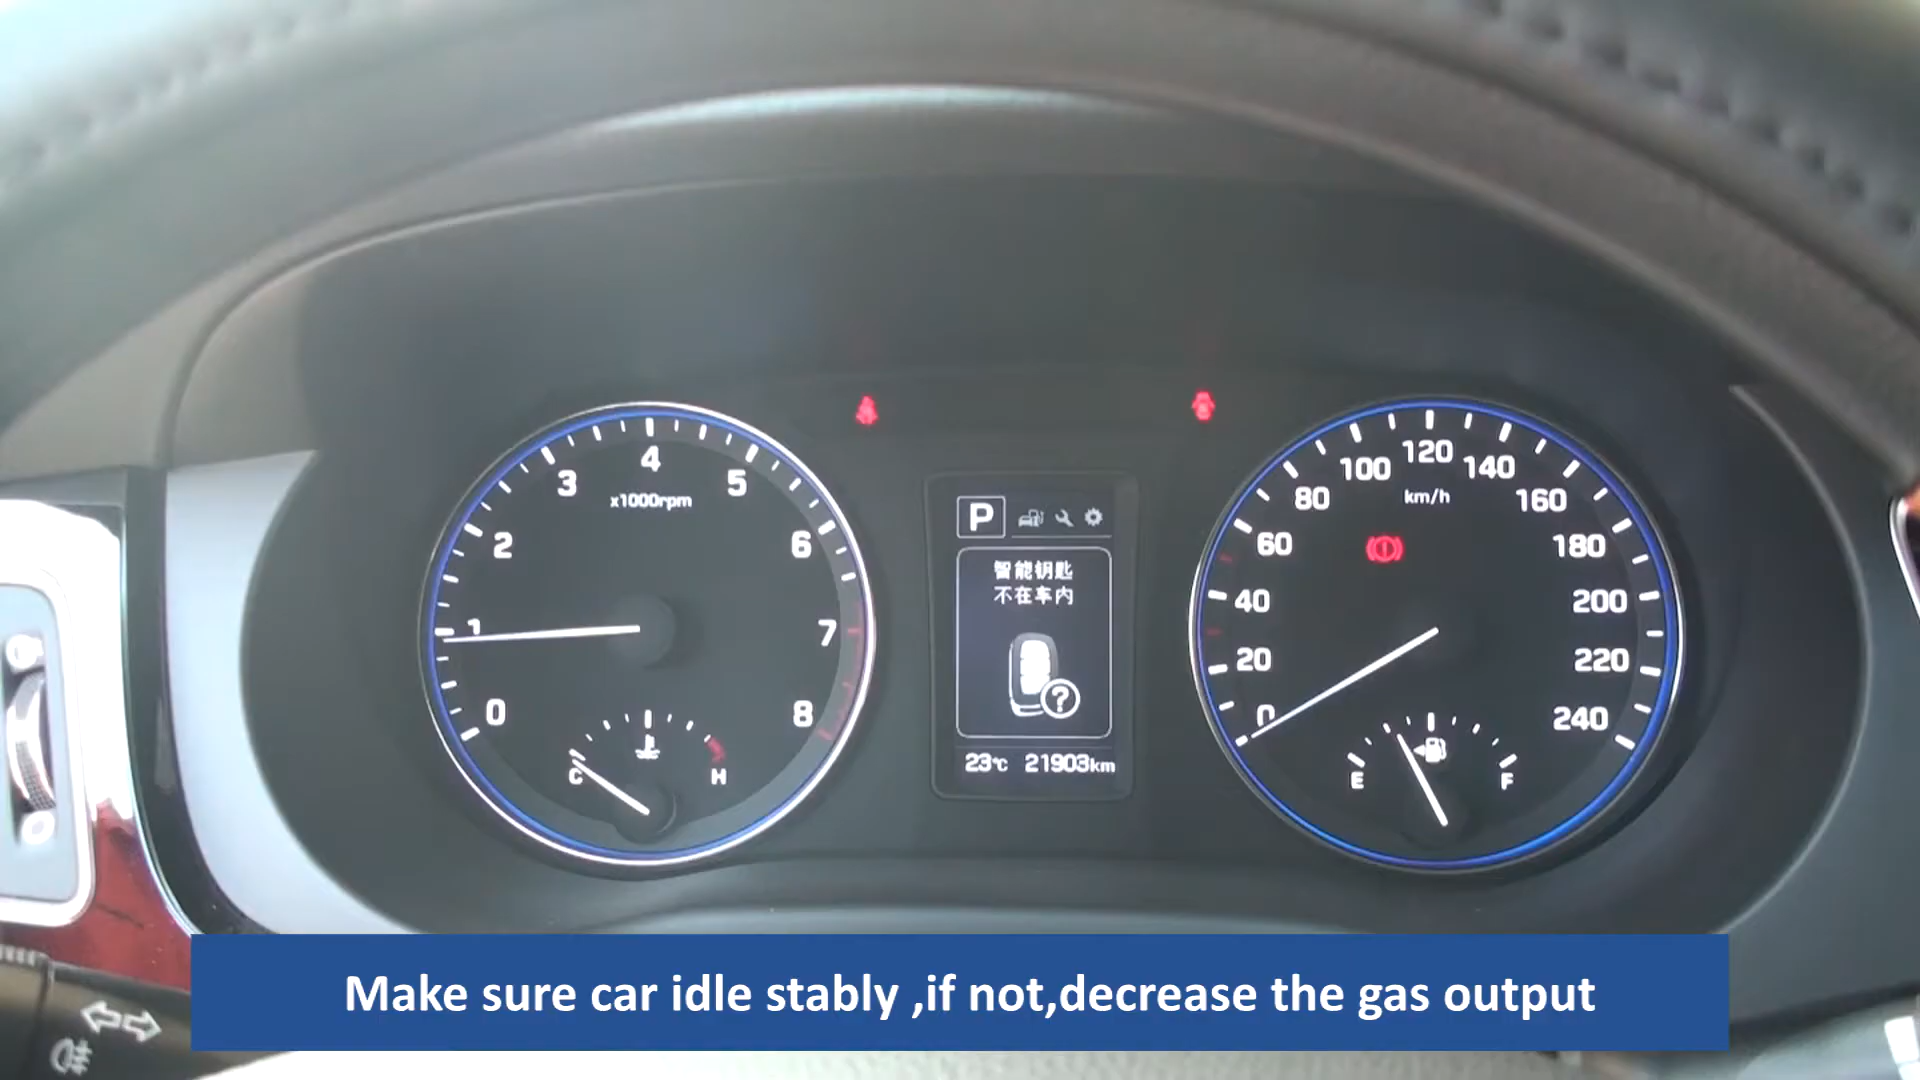 0
1
2
3
4
5
6
7
8
x1000rpm
C
H
P
智能钥匙
不在车内
?
23℃
21903km
0
20
40
60
80
100
120
140
160
180
200
220
240
km/h
E
F
Make sure car idle stably ,if not,decrease the gas output